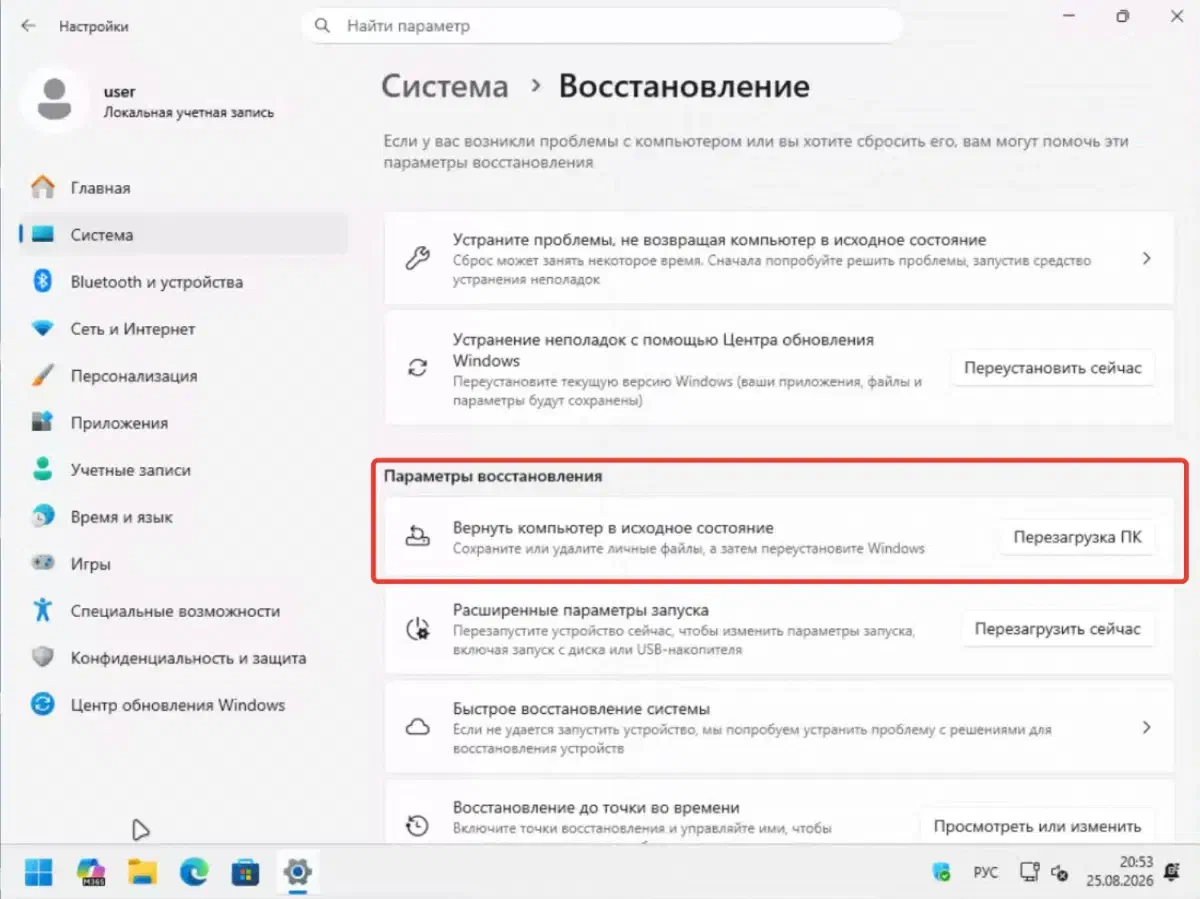 Настройки
Найти параметр
user
Локальная учетная запись
Главная
Система
Bluetooth и устройства
Сеть и Интернет
Персонализация
Приложения
Учетные записи
Время и язык
Игры
Специальные возможности
Конфиденциальность и защита
Центр обновления Windows
Система › Восстановление
Если у вас возникли проблемы с компьютером или вы хотите сбросить его, вам могут помочь эти
параметры восстановления
Устраните проблемы, не возвращая компьютер в исходное состояние
Сброс может занять некоторое время. Сначала попробуйте решить проблемы, запустив средство
устранения неполадок
Устранение неполадок с помощью Центра обновления
Windows
Переустановите текущую версию Windows (ваши приложения, файлы и
параметры будут сохранены)
Переустановить сейчас
Параметры восстановления
Вернуть компьютер в исходное состояние
Сохраните или удалите личные файлы, а затем переустановите Windows
Перезагрузка ПК
Расширенные параметры запуска
Перезапустите устройство сейчас, чтобы изменить параметры запуска,
включая запуск с диска или USB-накопителя
Перезагрузить сейчас
Быстрое восстановление системы
Если не удается запустить устройство, мы попробуем устранить проблему с решениями для
восстановления устройств
Восстановление до точки во времени
Включите точки восстановления и управляйте ими, чтобы
Просмотреть или изменить
M365
РУС
20:53
25.08.2026